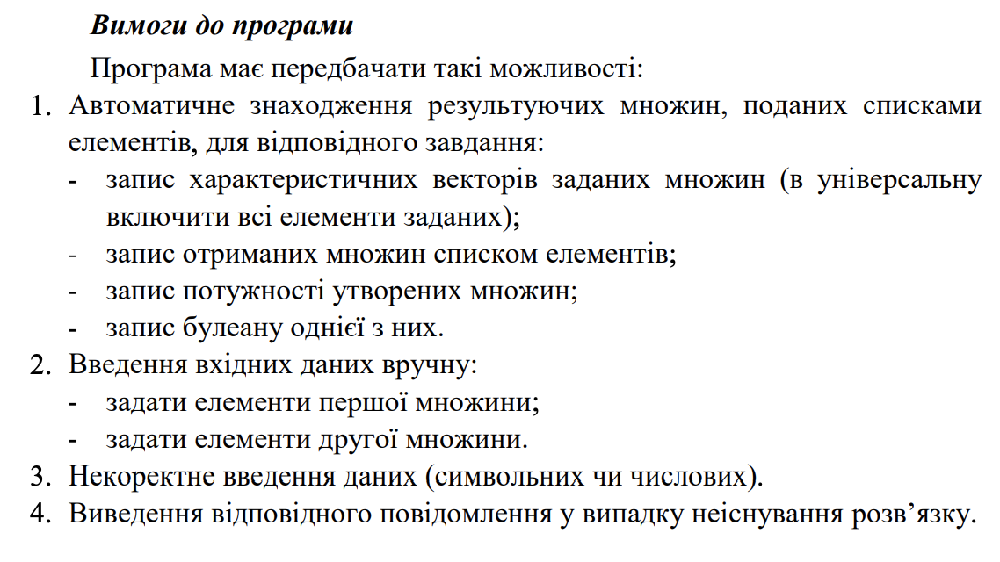 Вимоги до програми
Програма має передбачати такі можливості:
1. Автоматичне знаходження результуючих множин, поданих списками
елементів, для відповідного завдання:
- запис характеристичних векторів заданих множин (в універсальну
включити всі елементи заданих);
- запис отриманих множин списком елементів;
- запис потужності утворених множин;
- запис булеану однієї з них.
2. Введення вхідних даних вручну:
- задати елементи першої множини;
- задати елементи другої множини.
3. Некоректне введення даних (символьних чи числових).
4. Виведення відповідного повідомлення у випадку неіснування розв’язку.